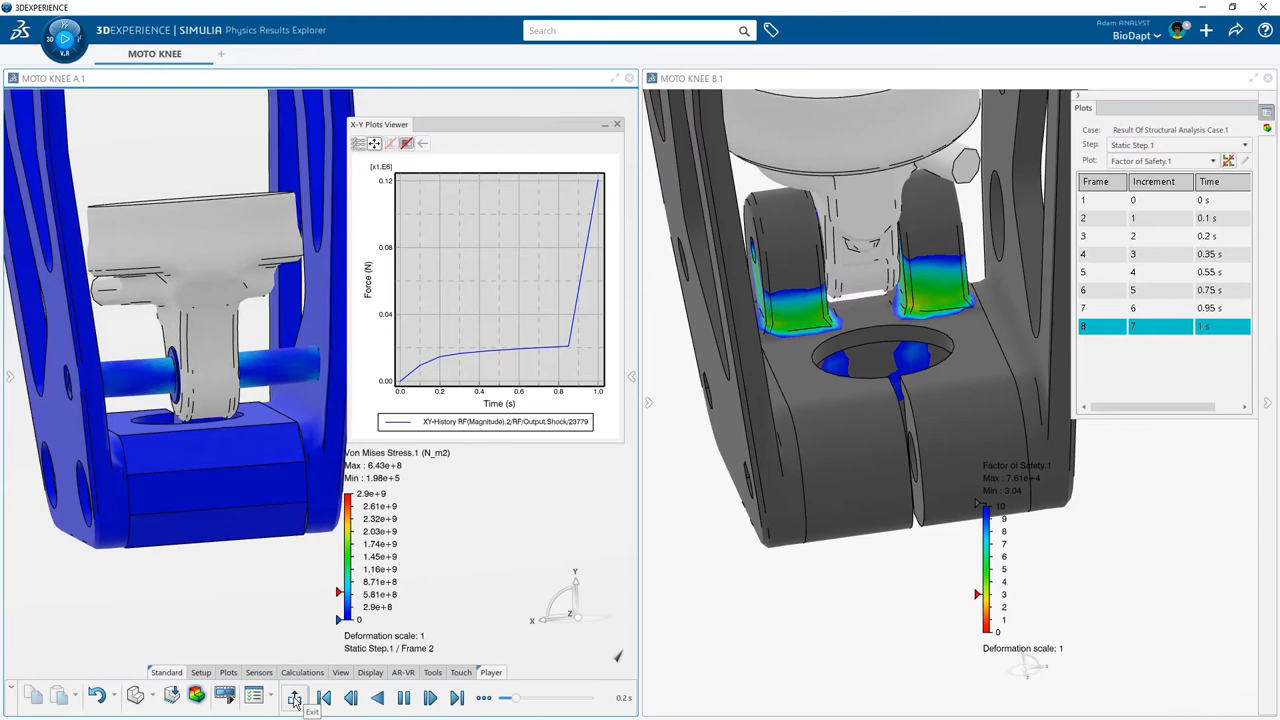 3DEXPERIENCE
3DEXPERIENCE | SIMULIA Physics Results Explorer
3D
V.R
Search
Adam ANALYST
BioDapt
MOTO KNEE
+
MOTO KNEE A.1
MOTO KNEE B.1
X-Y Plots Viewer
[x1.E6]
0.12
0.08
0.04
0.00
Force (N)
0.0 0.2 0.4 0.6 0.8 1.0
Time (s)
XY-History RF(Magnitude).2/RF/Output.Shock/23779
Von Mises Stress.1 (N_m2)
Max : 6.43e+8
Min : 1.98e+5
2.9e+9
2.61e+9
2.32e+9
2.03e+9
1.74e+9
1.45e+9
1.16e+9
8.71e+8
5.81e+8
2.9e+8
0
Deformation scale: 1
Static Step.1 / Frame 2
Y
X
Z
Plots
Case: Result Of Structural Analysis Case.1
Step: Static Step.1
Plot: Factor of Safety.1
Frame Increment Time
1 0 0 s
2 1 0.1 s
3 2 0.2 s
4 3 0.35 s
5 4 0.55 s
6 5 0.75 s
7 6 0.95 s
8 7 1 s
Factor of Safety.1
Max : 7.61e+4
Min : 3.04
10
9
8
7
6
5
4
3
2
1
0
Deformation scale: 1
Standard Setup Plots Sensors Calculations View Display AR-VR Tools Touch Player
0.2 s
Exit